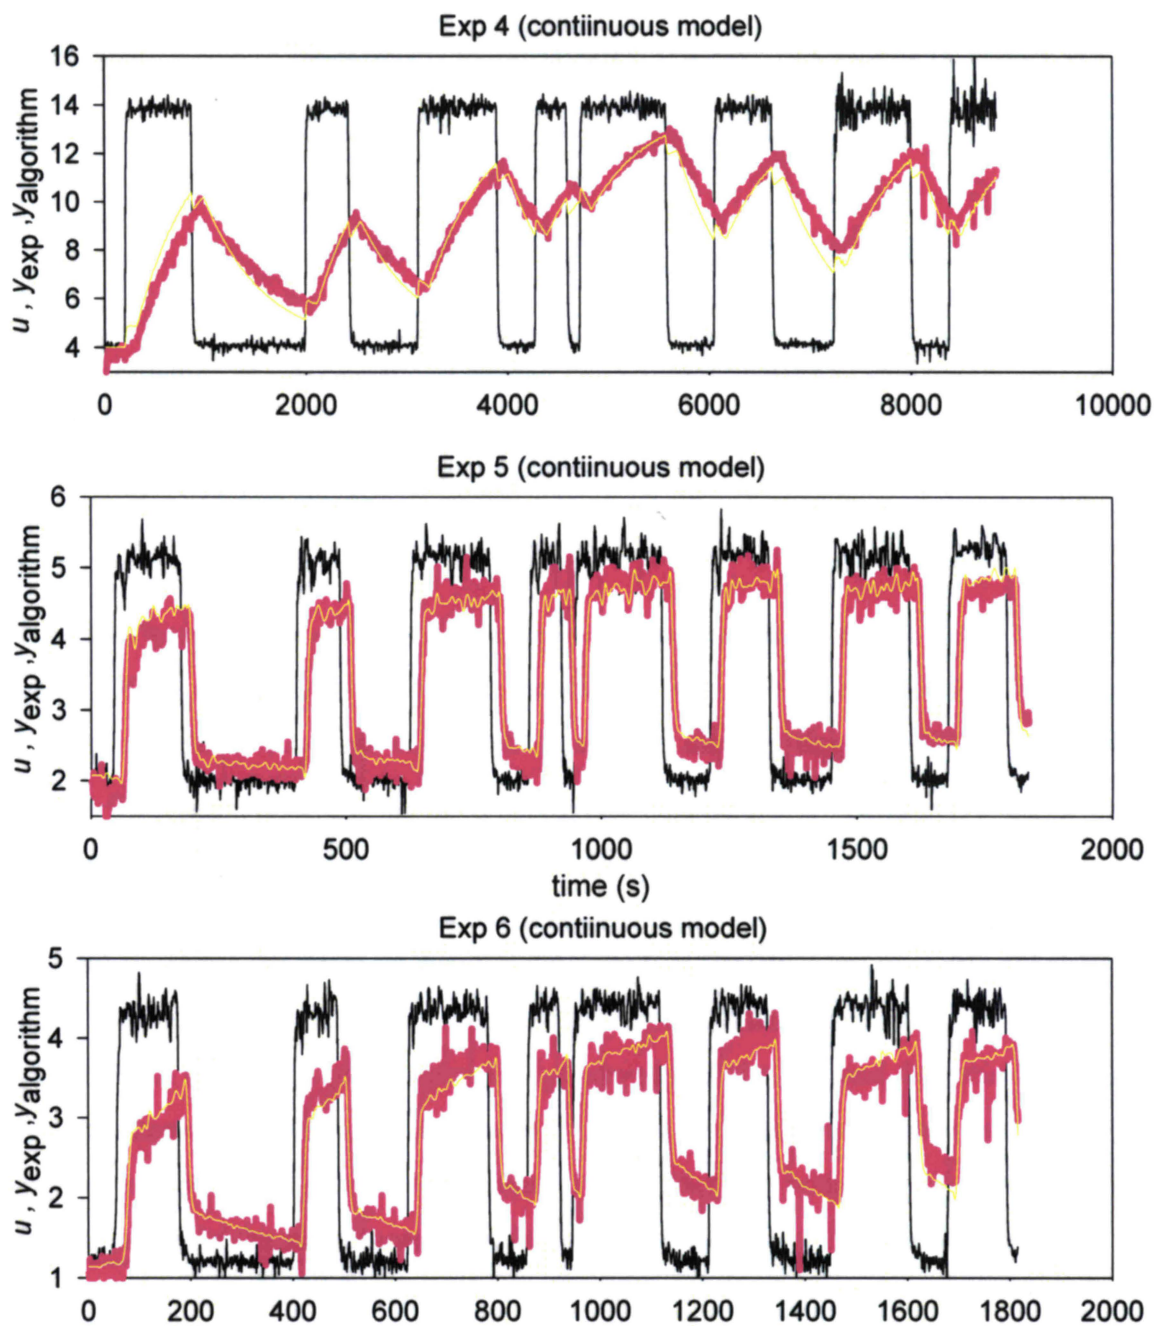 Exp 4 (contiinuous model)
16
14
12
10
8
6
4
u , yexp ,yalgorithm
0 2000 4000 6000 8000 10000
Exp 5 (contiinuous model)
6
5
4
3
2
u , yexp ,yalgorithm
0 500 1000 1500 2000
time (s)
Exp 6 (contiinuous model)
5
4
3
2
1
u , yexp ,yalgorithm
0 200 400 600 800 1000 1200 1400 1600 1800 2000